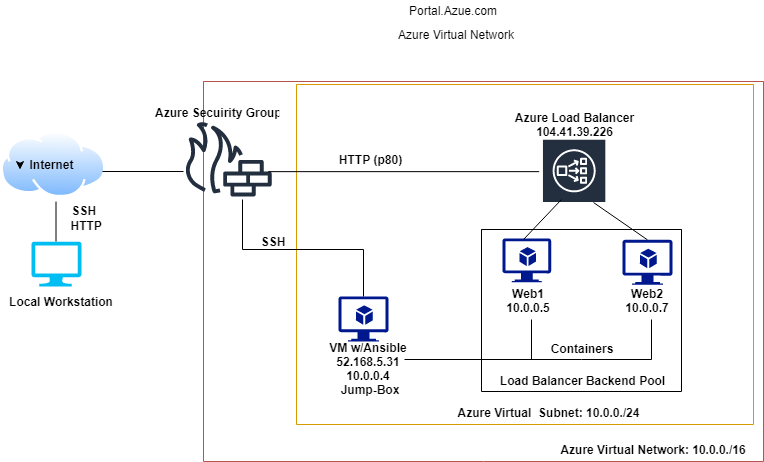 Portal.Azue.com
Azure Virtual Network
Azure Secuirity Group
Azure Load Balancer
104.41.39.226
Internet
HTTP (p80)
SSH
HTTP
SSH
Local Workstation
Web1
10.0.0.5
Web2
10.0.0.7
VM w/Ansible
52.168.5.31
10.0.0.4
Jump-Box
Containers
Load Balancer Backend Pool
Azure Virtual Subnet: 10.0.0./24
Azure Virtual Network: 10.0.0./16